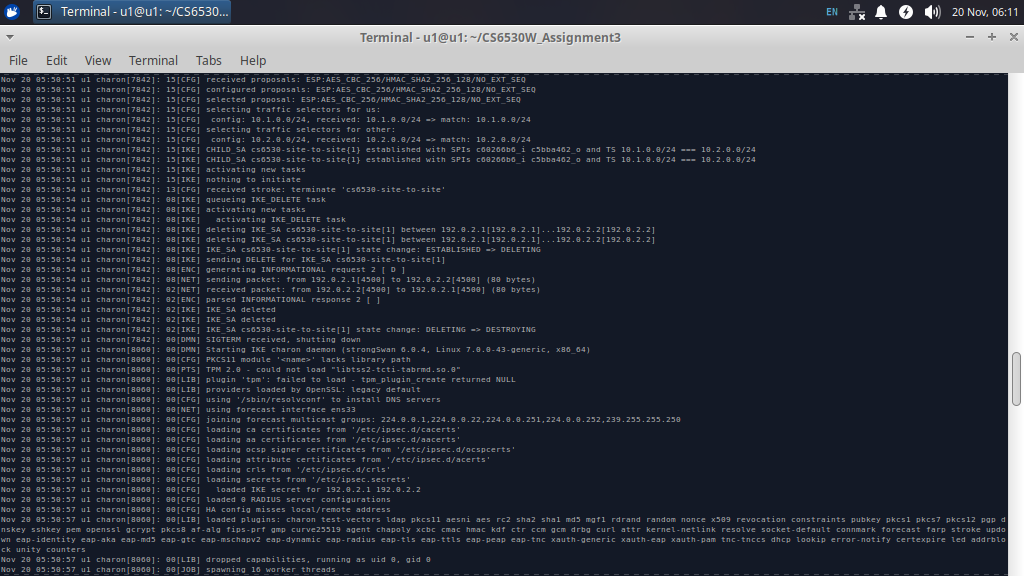 Terminal - u1@u1: ~/CS6530...
EN
20 Nov, 06:11
Terminal - u1@u1: ~/CS6530W_Assignment3
File Edit View Terminal Tabs Help
Nov 20 05:50:51 u1 charon[7842]: 15[CFG] received proposals: ESP:AES_CBC_256/HMAC_SHA2_256_128/NO_EXT_SEQ
Nov 20 05:50:51 u1 charon[7842]: 15[CFG] configured proposals: ESP:AES_CBC_256/HMAC_SHA2_256_128/NO_EXT_SEQ
Nov 20 05:50:51 u1 charon[7842]: 15[CFG] selected proposal: ESP:AES_CBC_256/HMAC_SHA2_256_128/NO_EXT_SEQ
Nov 20 05:50:51 u1 charon[7842]: 15[CFG] selecting traffic selectors for us:
Nov 20 05:50:51 u1 charon[7842]: 15[CFG]  config: 10.1.0.0/24, received: 10.1.0.0/24 => match: 10.1.0.0/24
Nov 20 05:50:51 u1 charon[7842]: 15[CFG] selecting traffic selectors for other:
Nov 20 05:50:51 u1 charon[7842]: 15[CFG]  config: 10.2.0.0/24, received: 10.2.0.0/24 => match: 10.2.0.0/24
Nov 20 05:50:51 u1 charon[7842]: 15[IKE] CHILD_SA cs6530-site-to-site{1} established with SPIs c60266b6_i c5bba462_o and TS 10.1.0.0/24 === 10.2.0.0/24
Nov 20 05:50:51 u1 charon[7842]: 15[IKE] CHILD_SA cs6530-site-to-site{1} established with SPIs c60266b6_i c5bba462_o and TS 10.1.0.0/24 === 10.2.0.0/24
Nov 20 05:50:51 u1 charon[7842]: 15[IKE] activating new tasks
Nov 20 05:50:51 u1 charon[7842]: 15[IKE] nothing to initiate
Nov 20 05:50:54 u1 charon[7842]: 13[CFG] received stroke: terminate 'cs6530-site-to-site'
Nov 20 05:50:54 u1 charon[7842]: 08[IKE] queueing IKE_DELETE task
Nov 20 05:50:54 u1 charon[7842]: 08[IKE] activating new tasks
Nov 20 05:50:54 u1 charon[7842]: 08[IKE]   activating IKE_DELETE task
Nov 20 05:50:54 u1 charon[7842]: 08[IKE] deleting IKE_SA cs6530-site-to-site[1] between 192.0.2.1[192.0.2.1]...192.0.2.2[192.0.2.2]
Nov 20 05:50:54 u1 charon[7842]: 08[IKE] deleting IKE_SA cs6530-site-to-site[1] between 192.0.2.1[192.0.2.1]...192.0.2.2[192.0.2.2]
Nov 20 05:50:54 u1 charon[7842]: 08[IKE] IKE_SA cs6530-site-to-site[1] state change: ESTABLISHED => DELETING
Nov 20 05:50:54 u1 charon[7842]: 08[IKE] sending DELETE for IKE_SA cs6530-site-to-site[1]
Nov 20 05:50:54 u1 charon[7842]: 08[ENC] generating INFORMATIONAL request 2 [ D ]
Nov 20 05:50:54 u1 charon[7842]: 08[NET] sending packet: from 192.0.2.1[4500] to 192.0.2.2[4500] (80 bytes)
Nov 20 05:50:54 u1 charon[7842]: 02[NET] received packet: from 192.0.2.2[4500] to 192.0.2.1[4500] (80 bytes)
Nov 20 05:50:54 u1 charon[7842]: 02[ENC] parsed INFORMATIONAL response 2 [ ]
Nov 20 05:50:54 u1 charon[7842]: 02[IKE] IKE_SA deleted
Nov 20 05:50:54 u1 charon[7842]: 02[IKE] IKE_SA deleted
Nov 20 05:50:54 u1 charon[7842]: 02[IKE] IKE_SA cs6530-site-to-site[1] state change: DELETING => DESTROYING
Nov 20 05:50:57 u1 charon[7842]: 00[DMN] SIGTERM received, shutting down
Nov 20 05:50:57 u1 charon[8060]: 00[DMN] Starting IKE charon daemon (strongSwan 6.0.4, Linux 7.0.0-43-generic, x86_64)
Nov 20 05:50:57 u1 charon[8060]: 00[CFG] PKCS11 module '<name>' lacks library path
Nov 20 05:50:57 u1 charon[8060]: 00[PTS] TPM 2.0 - could not load "libtss2-tcti-tabrmd.so.0"
Nov 20 05:50:57 u1 charon[8060]: 00[LIB] plugin 'tpm': failed to load - tpm_plugin_create returned NULL
Nov 20 05:50:57 u1 charon[8060]: 00[LIB] providers loaded by OpenSSL: legacy default
Nov 20 05:50:57 u1 charon[8060]: 00[CFG] using '/sbin/resolvconf' to install DNS servers
Nov 20 05:50:57 u1 charon[8060]: 00[NET] using forecast interface ens33
Nov 20 05:50:57 u1 charon[8060]: 00[CFG] joining forecast multicast groups: 224.0.0.1,224.0.0.22,224.0.0.251,224.0.0.252,239.255.255.250
Nov 20 05:50:57 u1 charon[8060]: 00[CFG] loading ca certificates from '/etc/ipsec.d/cacerts'
Nov 20 05:50:57 u1 charon[8060]: 00[CFG] loading aa certificates from '/etc/ipsec.d/aacerts'
Nov 20 05:50:57 u1 charon[8060]: 00[CFG] loading ocsp signer certificates from '/etc/ipsec.d/ocspcerts'
Nov 20 05:50:57 u1 charon[8060]: 00[CFG] loading attribute certificates from '/etc/ipsec.d/acerts'
Nov 20 05:50:57 u1 charon[8060]: 00[CFG] loading crls from '/etc/ipsec.d/crls'
Nov 20 05:50:57 u1 charon[8060]: 00[CFG] loading secrets from '/etc/ipsec.secrets'
Nov 20 05:50:57 u1 charon[8060]: 00[CFG]   loaded IKE secret for 192.0.2.1 192.0.2.2
Nov 20 05:50:57 u1 charon[8060]: 00[CFG] loaded 0 RADIUS server configurations
Nov 20 05:50:57 u1 charon[8060]: 00[CFG] HA config misses local/remote address
Nov 20 05:50:57 u1 charon[8060]: 00[LIB] loaded plugins: charon test-vectors ldap pkcs11 aesni aes rc2 sha2 sha1 md5 mgf1 rdrand random nonce x509 revocation constraints pubkey pkcs1 pkcs7 pkcs12 pgp d
nskey sshkey pem openssl gcrypt pkcs8 af-alg fips-prf gmp curve25519 agent chapoly xcbc cmac hmac kdf ctr ccm gcm drbg curl attr kernel-netlink resolve socket-default connmark forecast farp stroke updo
wn eap-identity eap-aka eap-md5 eap-gtc eap-mschapv2 eap-dynamic eap-radius eap-tls eap-ttls eap-peap eap-tnc xauth-generic xauth-eap xauth-pam tnc-tnccs dhcp lookip error-notify certexpire led addrblo
ck unity counters
Nov 20 05:50:57 u1 charon[8060]: 00[LIB] dropped capabilities, running as uid 0, gid 0
Nov 20 05:50:57 u1 charon[8060]: 00[JOB] spawning 16 worker threads